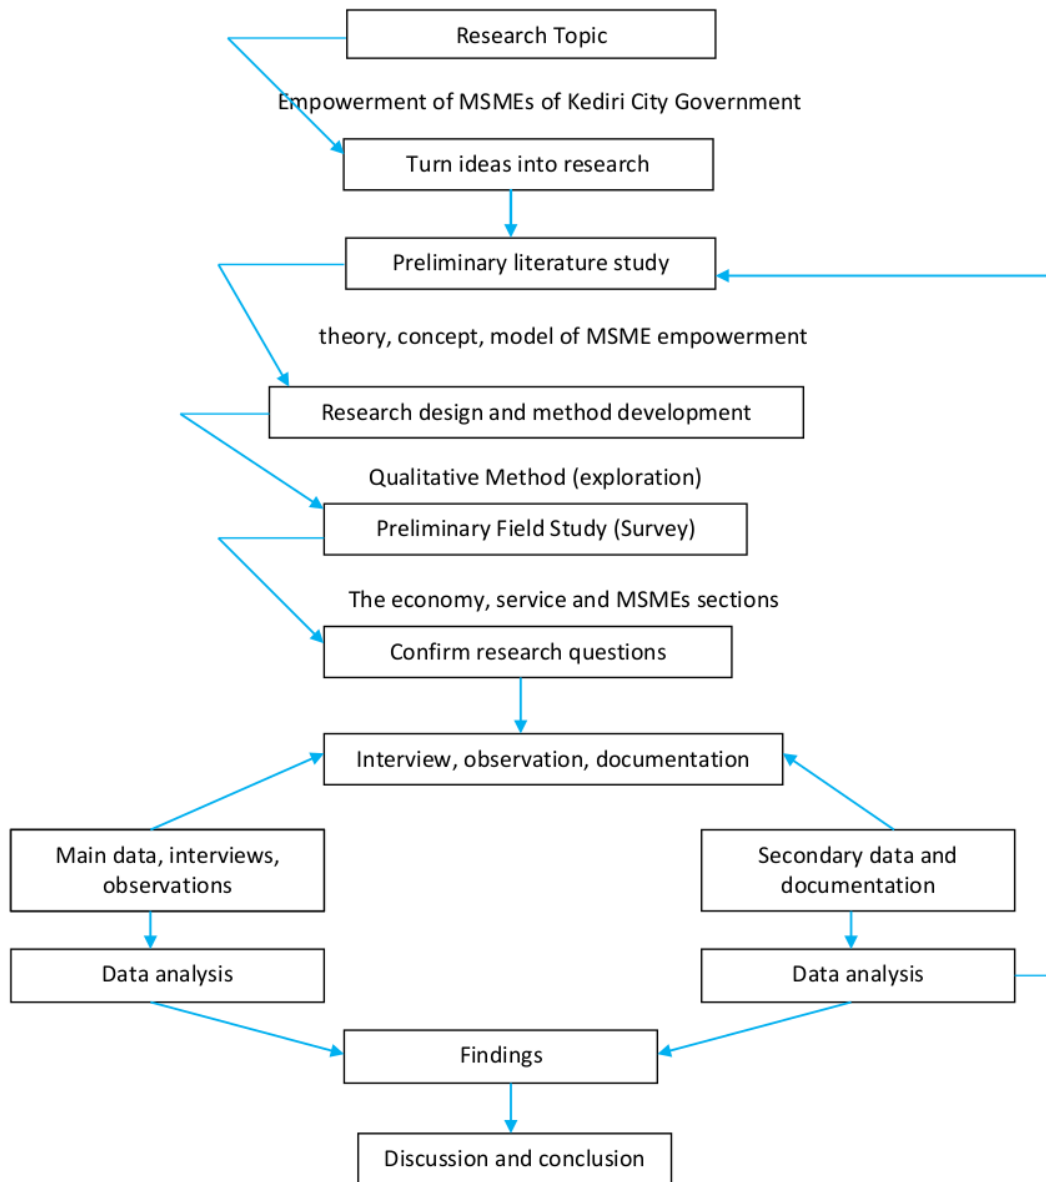 Research Topic
Empowerment of MSMEs of Kediri City Government
Turn ideas into research
Preliminary literature study
theory, concept, model of MSME empowerment
Research design and method development
Qualitative Method (exploration)
Preliminary Field Study (Survey)
The economy, service and MSMEs sections
Confirm research questions
Interview, observation, documentation
Main data, interviews,
observations
Secondary data and
documentation
Data analysis
Data analysis
Findings
Discussion and conclusion